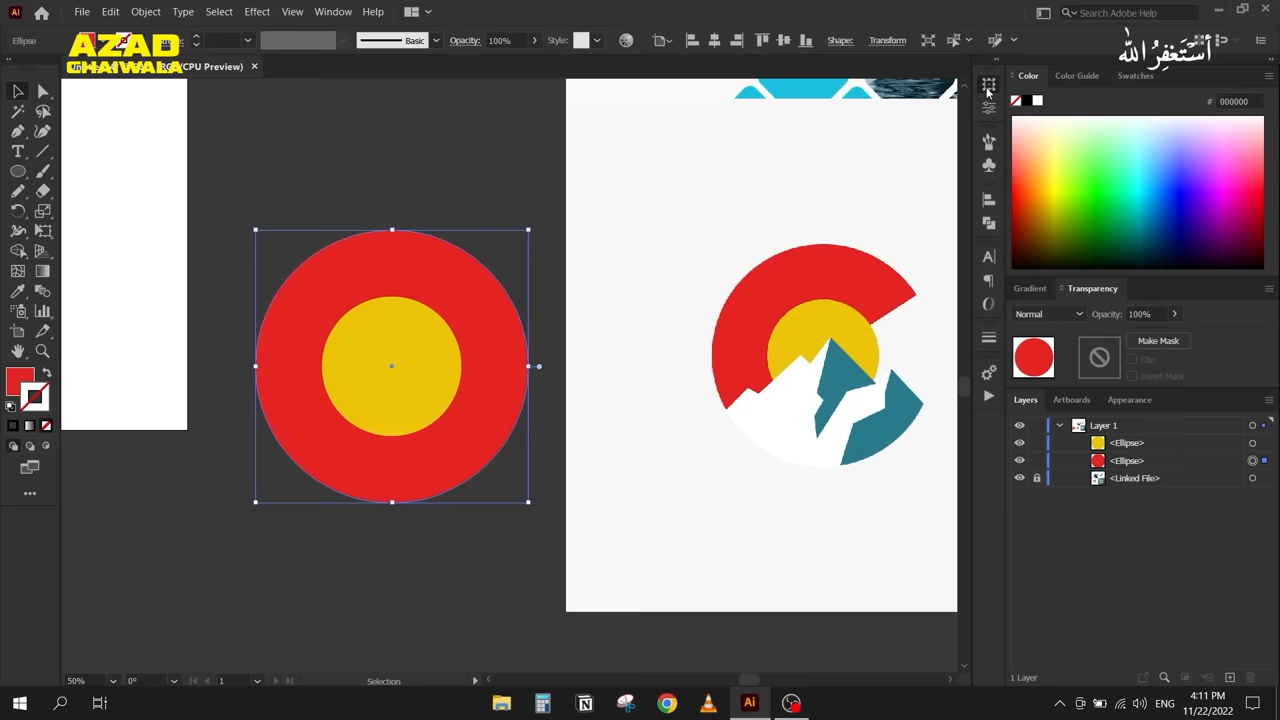 File Edit Object Type Select Effect View Window Help
Search Adobe Help
Ellipse
Basic
Opacity: 100%
Style:
Shape:
Transform
AZAD
CHAIWALA
أستغفر الله
/CPU Preview)
Color Color Guide Swatches
# 000000
Gradient Transparency
Normal Opacity: 100%
Make Mask
Clip
Invert Mask
Layers Artboards Appearance
Layer 1
<Ellipse>
<Ellipse>
<Linked File>
1 Layer
50% 0° 1 Selection
ENG 4:11 PM
11/22/2022